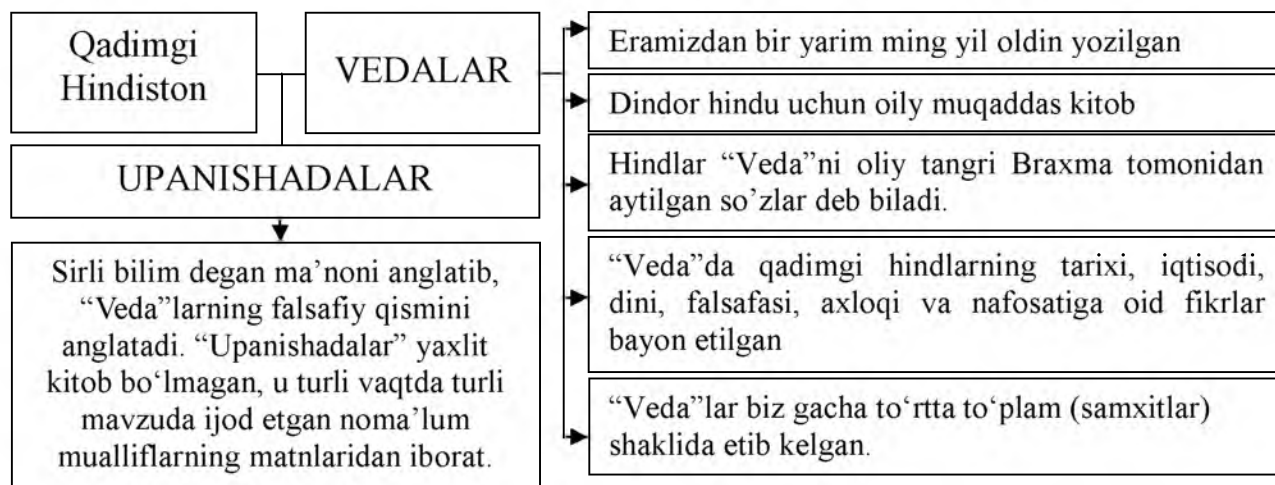 Qadimgi
Hindiston
VEDALAR
UPANISHADALAR
Sirli bilim degan ma’noni anglatib,
“Veda”larning falsafiy qismini
anglatadi. “Upanishadalar” yaxlit
kitob bo‘lmagan, u turli vaqtda turli
mavzuda ijod etgan noma’lum
mualliflarning matnlaridan iborat.
Eramizdan bir yarim ming yil oldin yozilgan
Dindor hindu uchun oily muqaddas kitob
Hindlar “Veda”ni oliy tangri Braxma tomonidan
aytilgan so’zlar deb biladi.
“Veda”da qadimgi hindlarning tarixi, iqtisodi,
dini, falsafasi, axloqi va nafosatiga oid fikrlar
bayon etilgan
“Veda”lar biz gacha to‘rtta to‘plam (samxitlar)
shaklida etib kelgan.